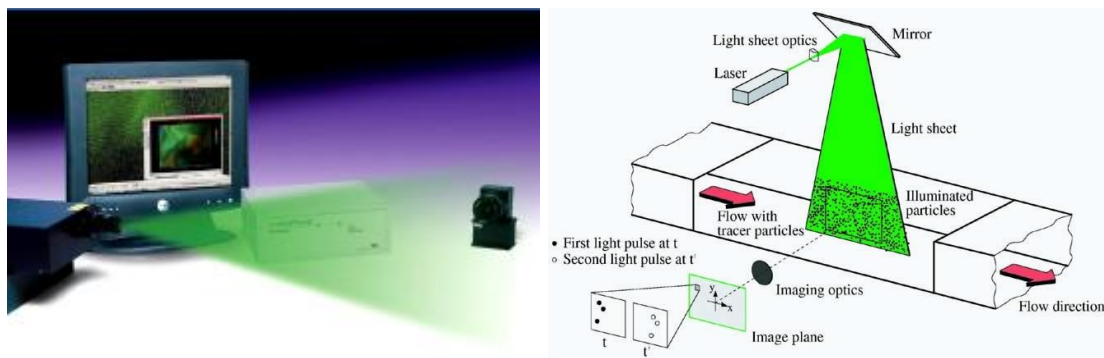 Mirror
Light sheet optics
Laser
Light sheet
Illuminated
particles
Flow with
tracer particles
• First light pulse at t
○ Second light pulse at t'
Imaging optics
Flow direction
y
x
Image plane
t
t'